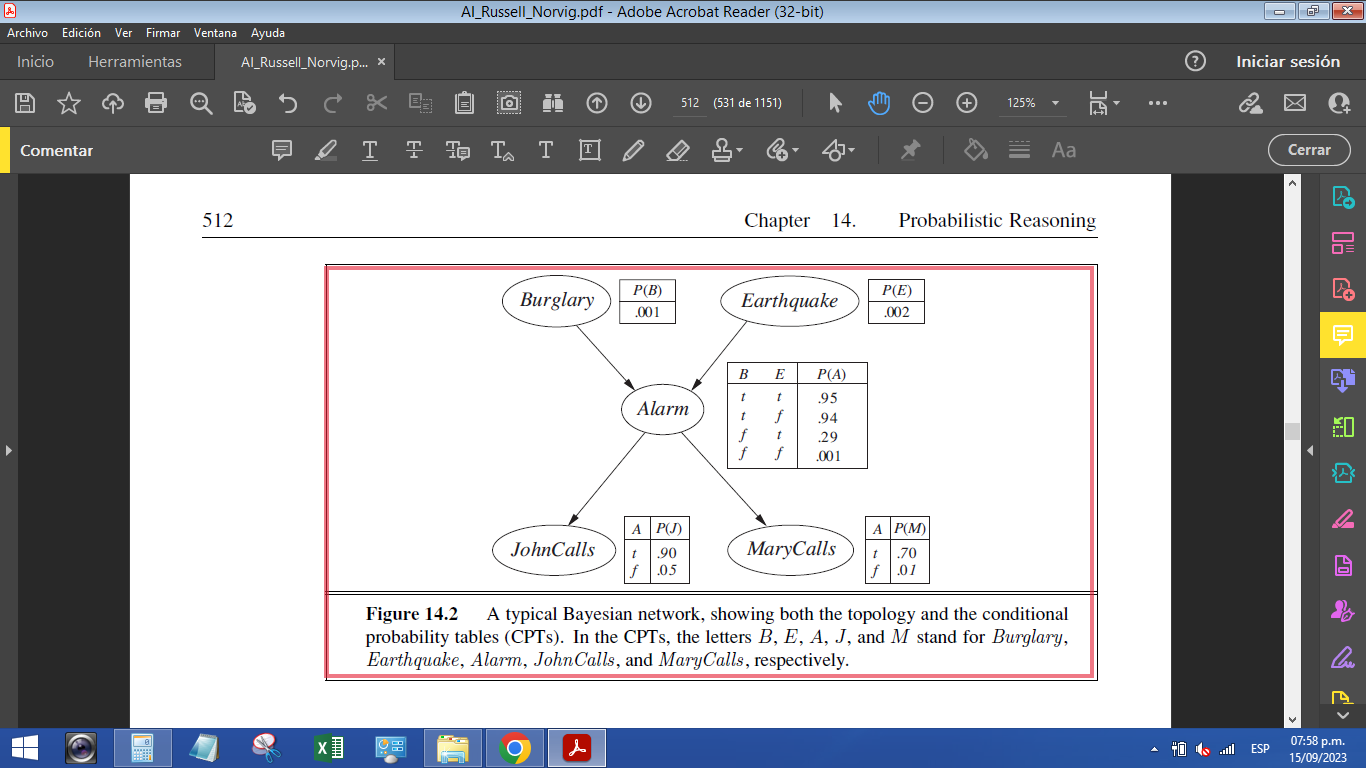 AI_Russell_Norvig.pdf - Adobe Acrobat Reader (32-bit)
Archivo Edición Ver Firmar Ventana Ayuda
Inicio Herramientas AI_Russell_Norvig.p... × Iniciar sesión
512 (531 de 1151) 125%
Comentar Aa Cerrar
512 Chapter 14. Probabilistic Reasoning
Burglary P(B) Earthquake P(E)
.001 .002
Alarm B E P(A)
t t .95
t f .94
f t .29
f f .001
JohnCalls A P(J) MaryCalls A P(M)
t .90 t .70
f .05 f .01
Figure 14.2 A typical Bayesian network, showing both the topology and the conditional
probability tables (CPTs). In the CPTs, the letters B, E, A, J, and M stand for Burglary,
Earthquake, Alarm, JohnCalls, and MaryCalls, respectively.
ESP 07:58 p.m.
15/09/2023